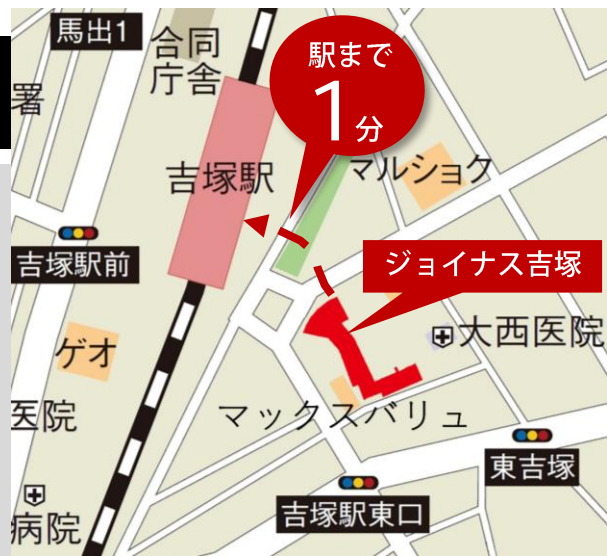 馬出1
合同
庁舎
署
駅まで
1分
吉塚駅
マルショク
吉塚駅前
ジョイナス吉塚
大西医院
ゲオ
医院
マックスバリュ
東吉塚
吉塚駅東口
病院